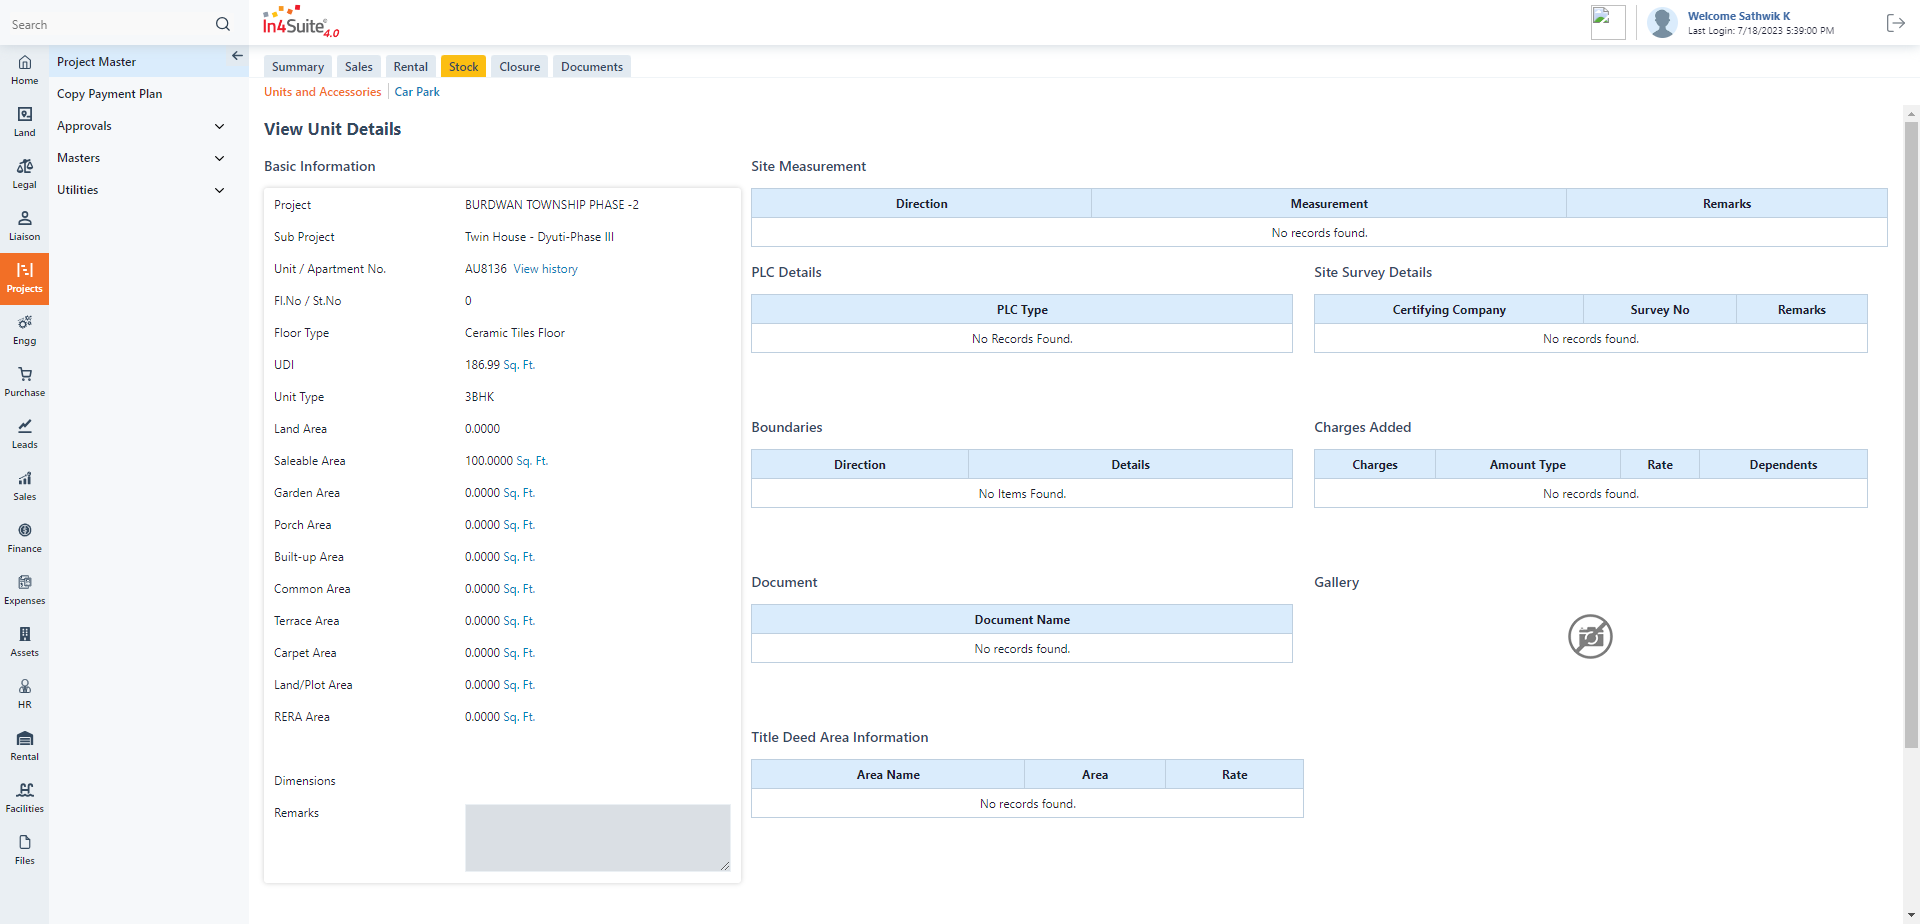 Search
In4Suite® 4.0
Welcome Sathwik K
Last Login: 7/18/2023 5:39:00 PM
Home
Land
Legal
Liaison
Projects
Engg
Purchase
Leads
Sales
Finance
Expenses
Assets
HR
Rental
Facilities
Files
Project Master
Copy Payment Plan
Approvals
Masters
Utilities
Summary Sales Rental Stock Closure Documents
Units and Accessories Car Park
View Unit Details
Basic Information
Project BURDWAN TOWNSHIP PHASE -2
Sub Project Twin House - Dyuti-Phase III
Unit / Apartment No. AU8136 View history
Fl.No / St.No 0
Floor Type Ceramic Tiles Floor
UDI 186.99 Sq. Ft.
Unit Type 3BHK
Land Area 0.0000
Saleable Area 100.0000 Sq. Ft.
Garden Area 0.0000 Sq. Ft.
Porch Area 0.0000 Sq. Ft.
Built-up Area 0.0000 Sq. Ft.
Common Area 0.0000 Sq. Ft.
Terrace Area 0.0000 Sq. Ft.
Carpet Area 0.0000 Sq. Ft.
Land/Plot Area 0.0000 Sq. Ft.
RERA Area 0.0000 Sq. Ft.
Dimensions
Remarks
Site Measurement
Direction Measurement Remarks
No records found.
PLC Details
PLC Type
No Records Found.
Site Survey Details
Certifying Company Survey No Remarks
No records found.
Boundaries
Direction Details
No Items Found.
Charges Added
Charges Amount Type Rate Dependents
No records found.
Document
Document Name
No records found.
Gallery
Title Deed Area Information
Area Name Area Rate
No records found.